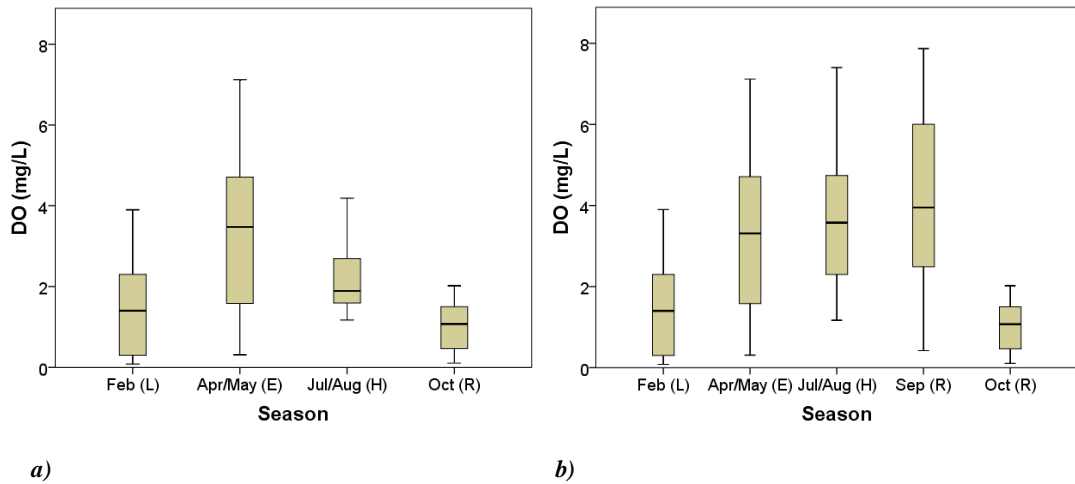 8
6
4
2
0
DO (mg/L)
Feb (L) Apr/May (E) Jul/Aug (H) Oct (R)
Season
a)
8
6
4
2
0
DO (mg/L)
Feb (L) Apr/May (E) Jul/Aug (H) Sep (R) Oct (R)
Season
b)